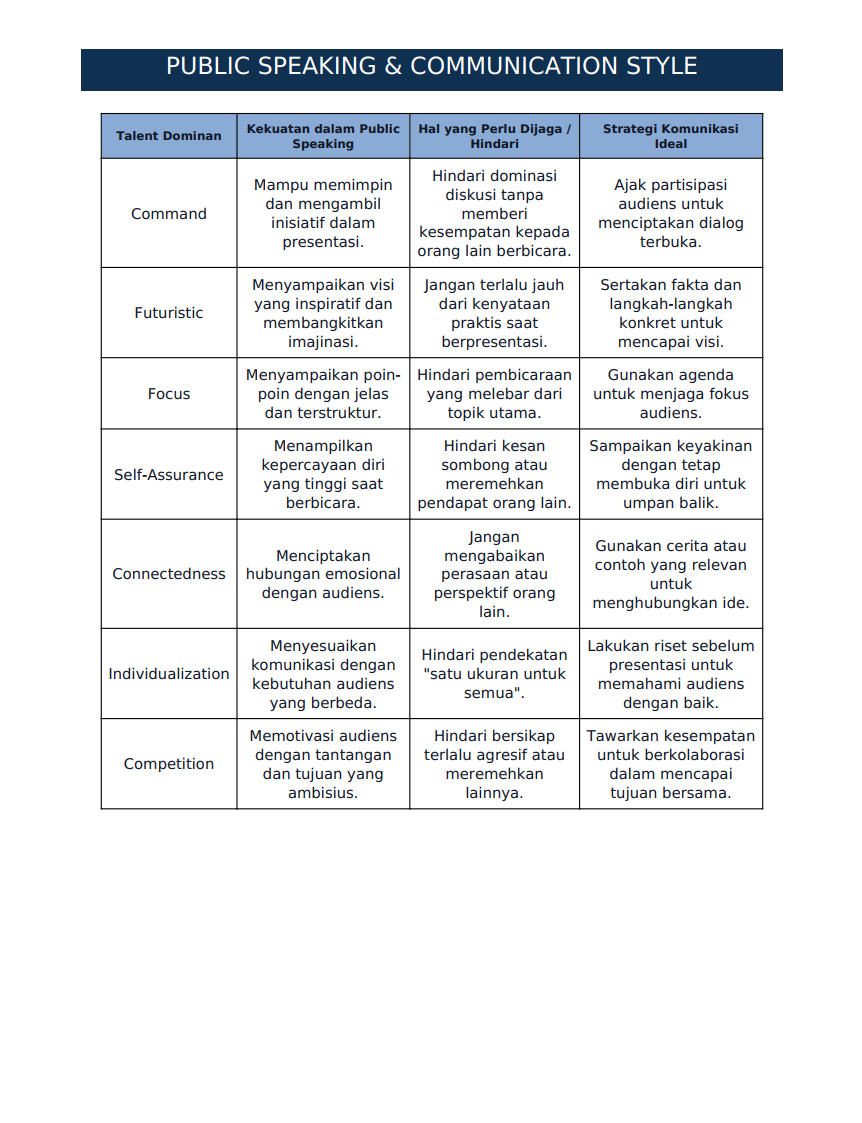 PUBLIC SPEAKING & COMMUNICATION STYLE
Talent Dominan
Kekuatan dalam Public
Speaking
Hal yang Perlu Dijaga /
Hindari
Strategi Komunikasi
Ideal
Command
Mampu memimpin
dan mengambil
inisiatif dalam
presentasi.
Hindari dominasi
diskusi tanpa
memberi
kesempatan kepada
orang lain berbicara.
Ajak partisipasi
audiens untuk
menciptakan dialog
terbuka.
Futuristic
Menyampaikan visi
yang inspiratif dan
membangkitkan
imajinasi.
Jangan terlalu jauh
dari kenyataan
praktis saat
berpresentasi.
Sertakan fakta dan
langkah-langkah
konkret untuk
mencapai visi.
Focus
Menyampaikan poin-
poin dengan jelas
dan terstruktur.
Hindari pembicaraan
yang melebar dari
topik utama.
Gunakan agenda
untuk menjaga fokus
audiens.
Self-Assurance
Menampilkan
kepercayaan diri
yang tinggi saat
berbicara.
Hindari kesan
sombong atau
meremehkan
pendapat orang lain.
Sampaikan keyakinan
dengan tetap
membuka diri untuk
umpan balik.
Connectedness
Menciptakan
hubungan emosional
dengan audiens.
Jangan
mengabaikan
perasaan atau
perspektif orang
lain.
Gunakan cerita atau
contoh yang relevan
untuk
menghubungkan ide.
Individualization
Menyesuaikan
komunikasi dengan
kebutuhan audiens
yang berbeda.
Hindari pendekatan
"satu ukuran untuk
semua".
Lakukan riset sebelum
presentasi untuk
memahami audiens
dengan baik.
Competition
Memotivasi audiens
dengan tantangan
dan tujuan yang
ambisius.
Hindari bersikap
terlalu agresif atau
meremehkan
lainnya.
Tawarkan kesempatan
untuk berkolaborasi
dalam mencapai
tujuan bersama.